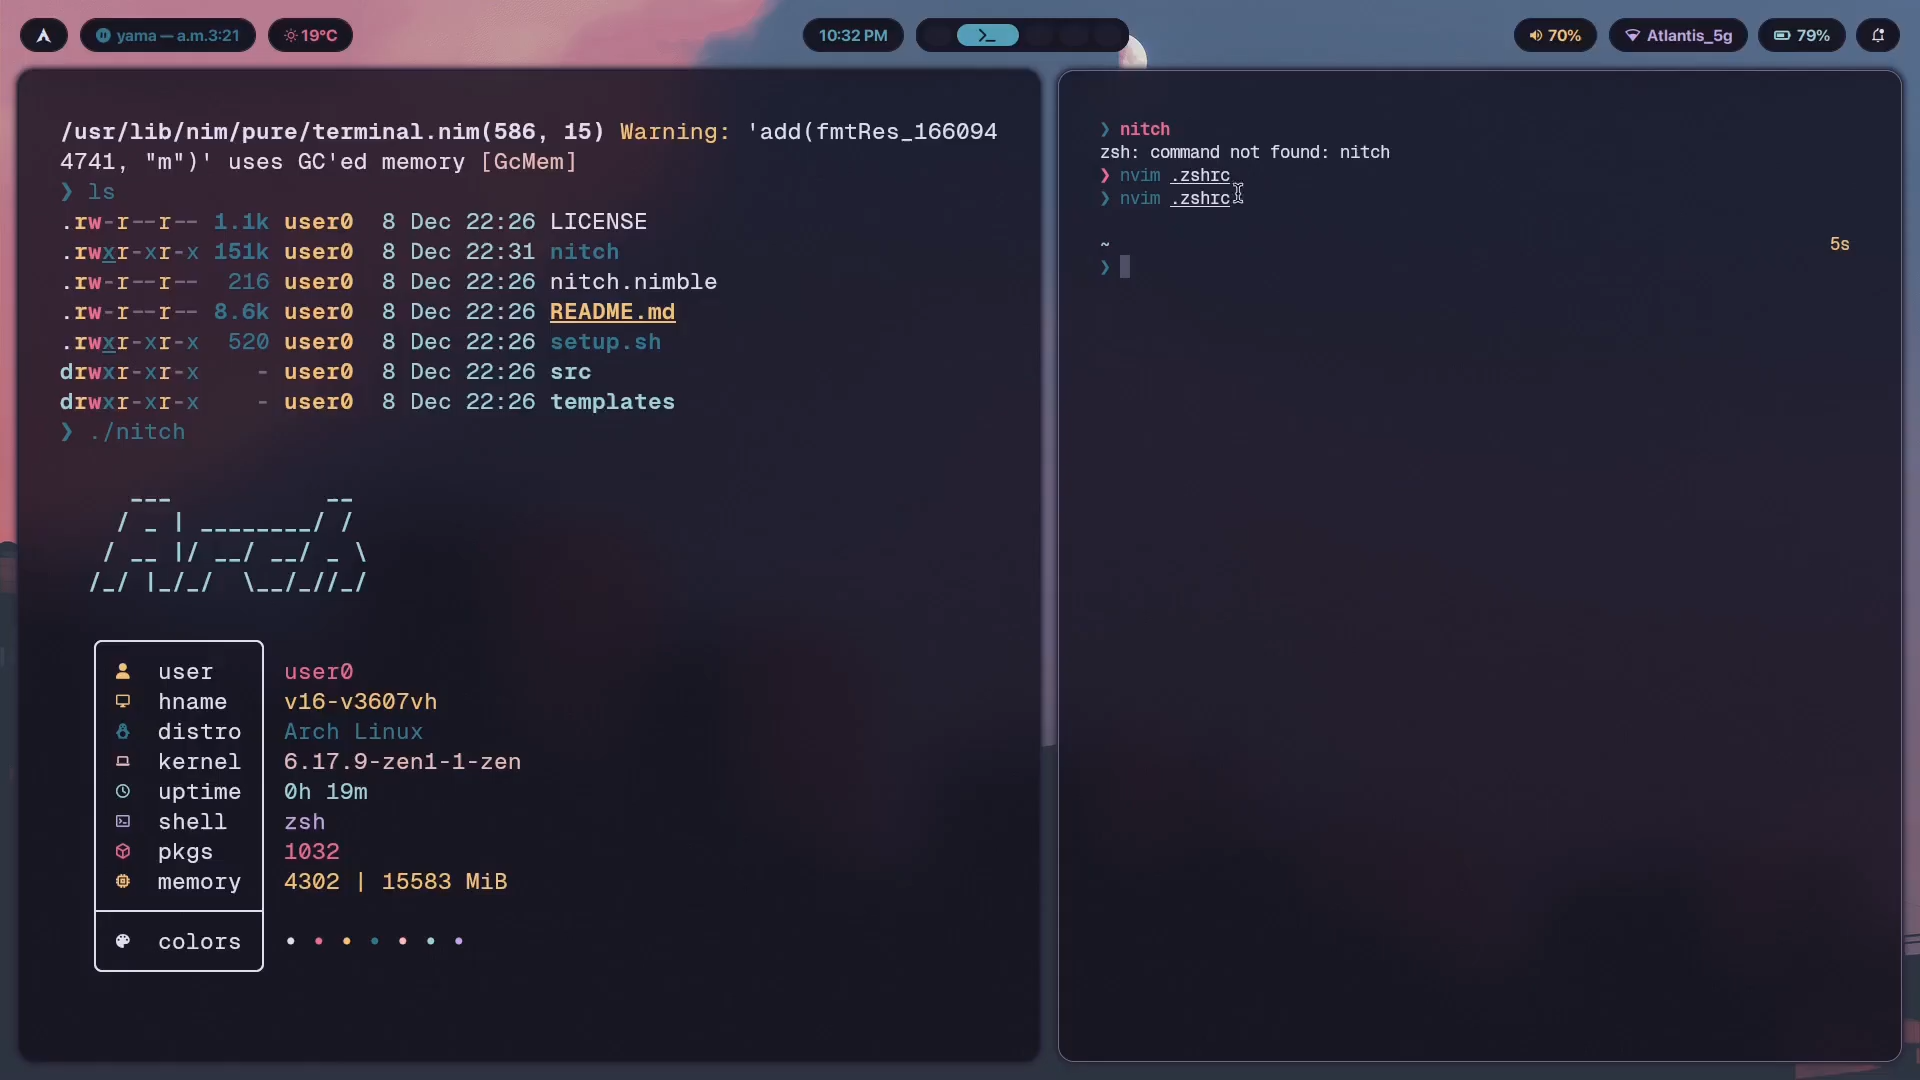 yama — a.m.3:21
19°C
10:32 PM
70%
Atlantis_5g
79%
/usr/lib/nim/pure/terminal.nim(586, 15) Warning: 'add(fmtRes_166094
4741, "m")' uses GC'ed memory [GcMem]
❯ ls
.rw-r--r-- 1.1k user0  8 Dec 22:26 LICENSE
.rwxr-xr-x 151k user0  8 Dec 22:31 nitch
.rw-r--r--  216 user0  8 Dec 22:26 nitch.nimble
.rw-r--r-- 8.6k user0  8 Dec 22:26 README.md
.rwxr-xr-x  520 user0  8 Dec 22:26 setup.sh
drwxr-xr-x    - user0  8 Dec 22:26 src
drwxr-xr-x    - user0  8 Dec 22:26 templates
❯ ./nitch
Arch
user user0
hname v16-v3607vh
distro Arch Linux
kernel 6.17.9-zen1-1-zen
uptime 0h 19m
shell zsh
pkgs 1032
memory 4302 | 15583 MiB
colors
❯ nitch
zsh: command not found: nitch
❯ nvim .zshrc
❯ nvim .zshrc
~ 5s
❯